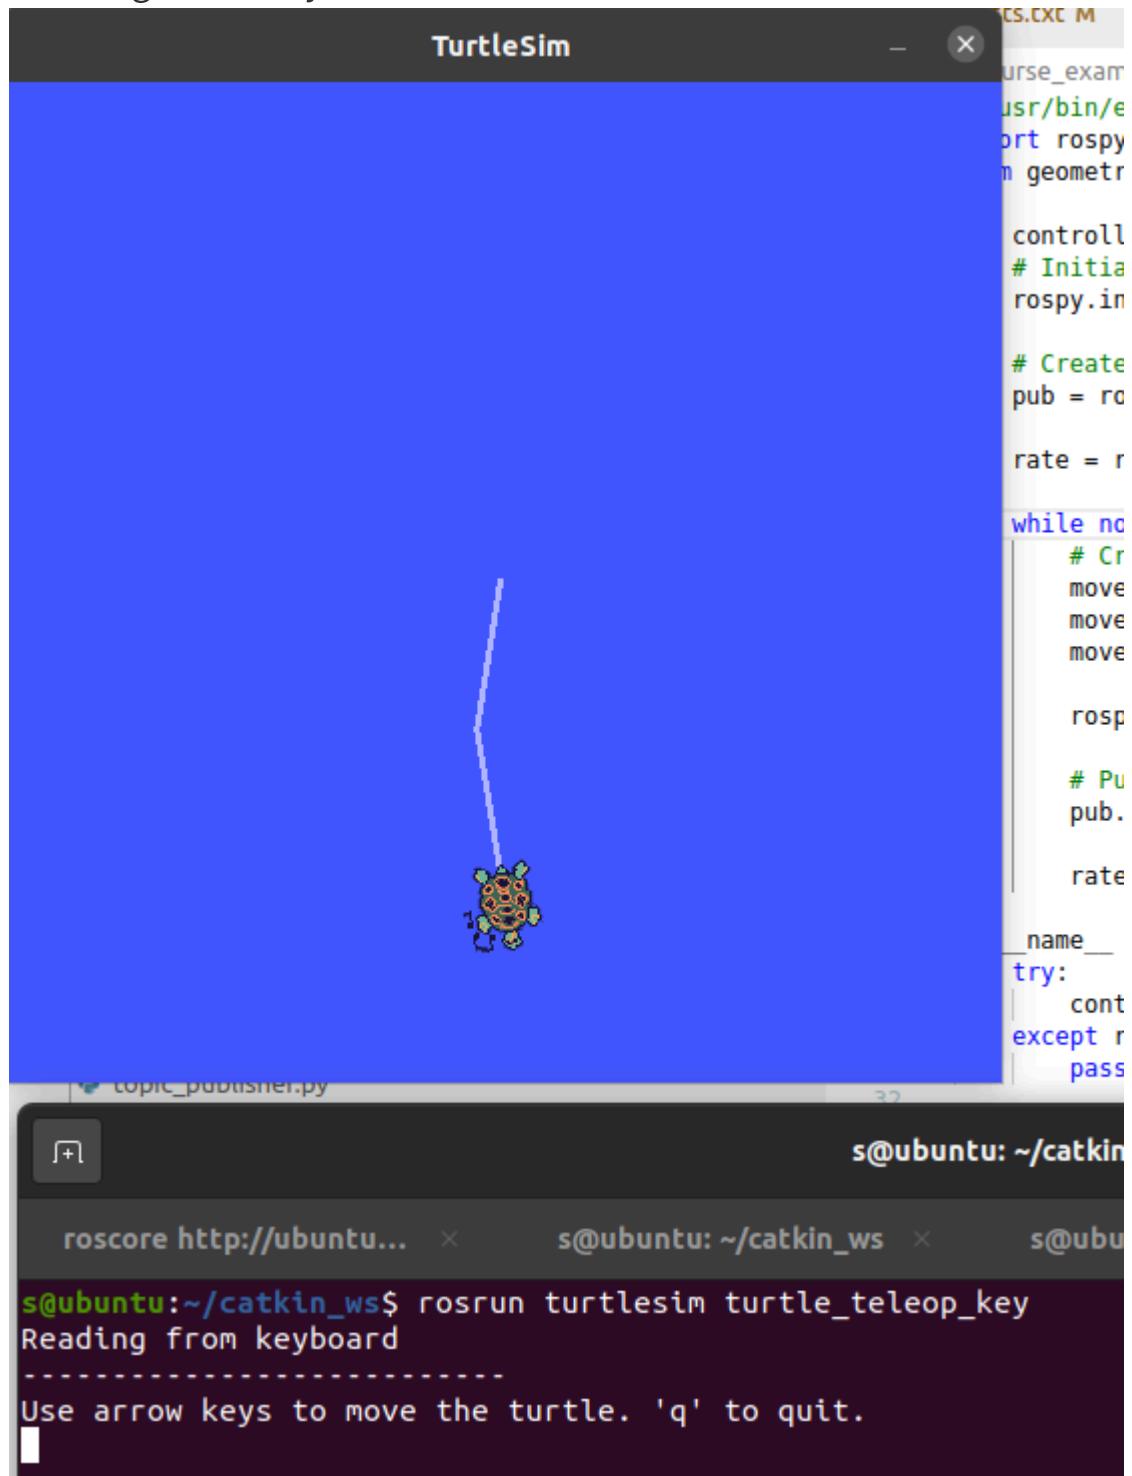 TurtleSim
ts.txt M
urse_exam
usr/bin/e
ort rospy
m geometr
controll
# Initia
rospy.in
# Create
pub = ro
rate = r
while no
# Cr
move
move
move
rosp
# Pu
pub.
rate
__name__
try:
cont
except r
pass
topic_publisher.py
32
s@ubuntu: ~/catkin
roscore http://ubuntu... × s@ubuntu: ~/catkin_ws × s@ubu
s@ubuntu:~/catkin_ws$ rosrun turtlesim turtle_teleop_key
Reading from keyboard
---------------------------
Use arrow keys to move the turtle. 'q' to quit.